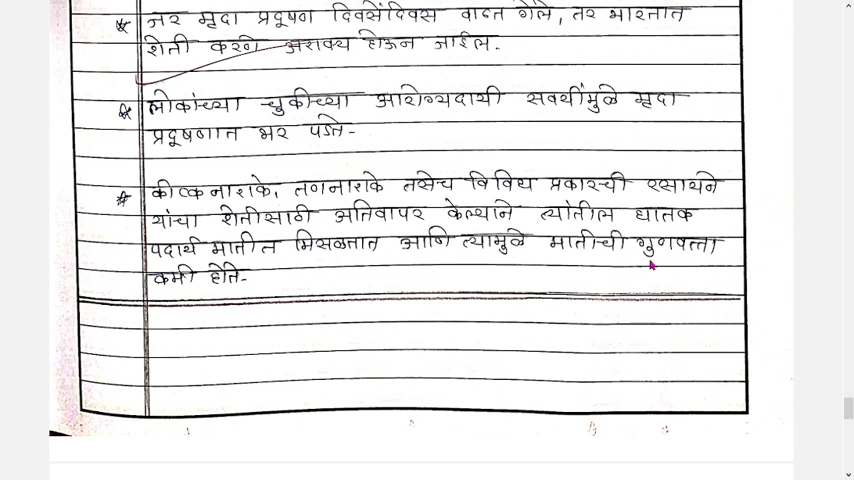 * जर मृदा प्रदूषण दिवसेंदिवस वाढत गेले, तर भारतात
शेती करणे अशक्य होऊन जाईल.
* लोकांच्या चुकीच्या आरोग्यदायी सवयींमुळे मृदा
प्रदूषणात भर पडते-
* कीटकनाशके, तणनाशके तसेच विविध प्रकारची रसायने
यांचा शेतीसाठी अतिवापर केल्याने त्यांतील घातक
पदार्थ मातीत मिसळतात आणि त्यामुळे मातीची गुणवत्ता
कमी होते-